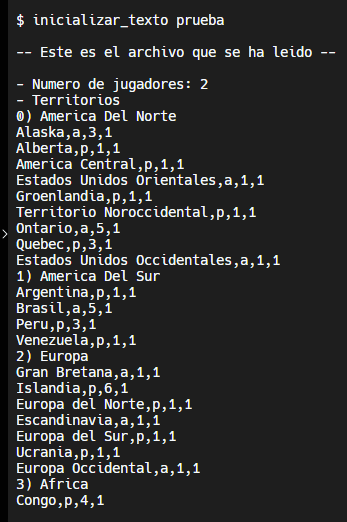 $ inicializar_texto prueba
-- Este es el archivo que se ha leido --
- Numero de jugadores: 2
- Territorios
0) America Del Norte
Alaska,a,3,1
Alberta,p,1,1
America Central,p,1,1
Estados Unidos Orientales,a,1,1
Groenlandia,p,1,1
Territorio Noroccidental,p,1,1
Ontario,a,5,1
Quebec,p,3,1
Estados Unidos Occidentales,a,1,1
1) America Del Sur
Argentina,p,1,1
Brasil,a,5,1
Peru,p,3,1
Venezuela,p,1,1
2) Europa
Gran Bretana,a,1,1
Islandia,p,6,1
Europa del Norte,p,1,1
Escandinavia,a,1,1
Europa del Sur,p,1,1
Ucrania,p,1,1
Europa Occidental,a,1,1
3) Africa
Congo,p,4,1